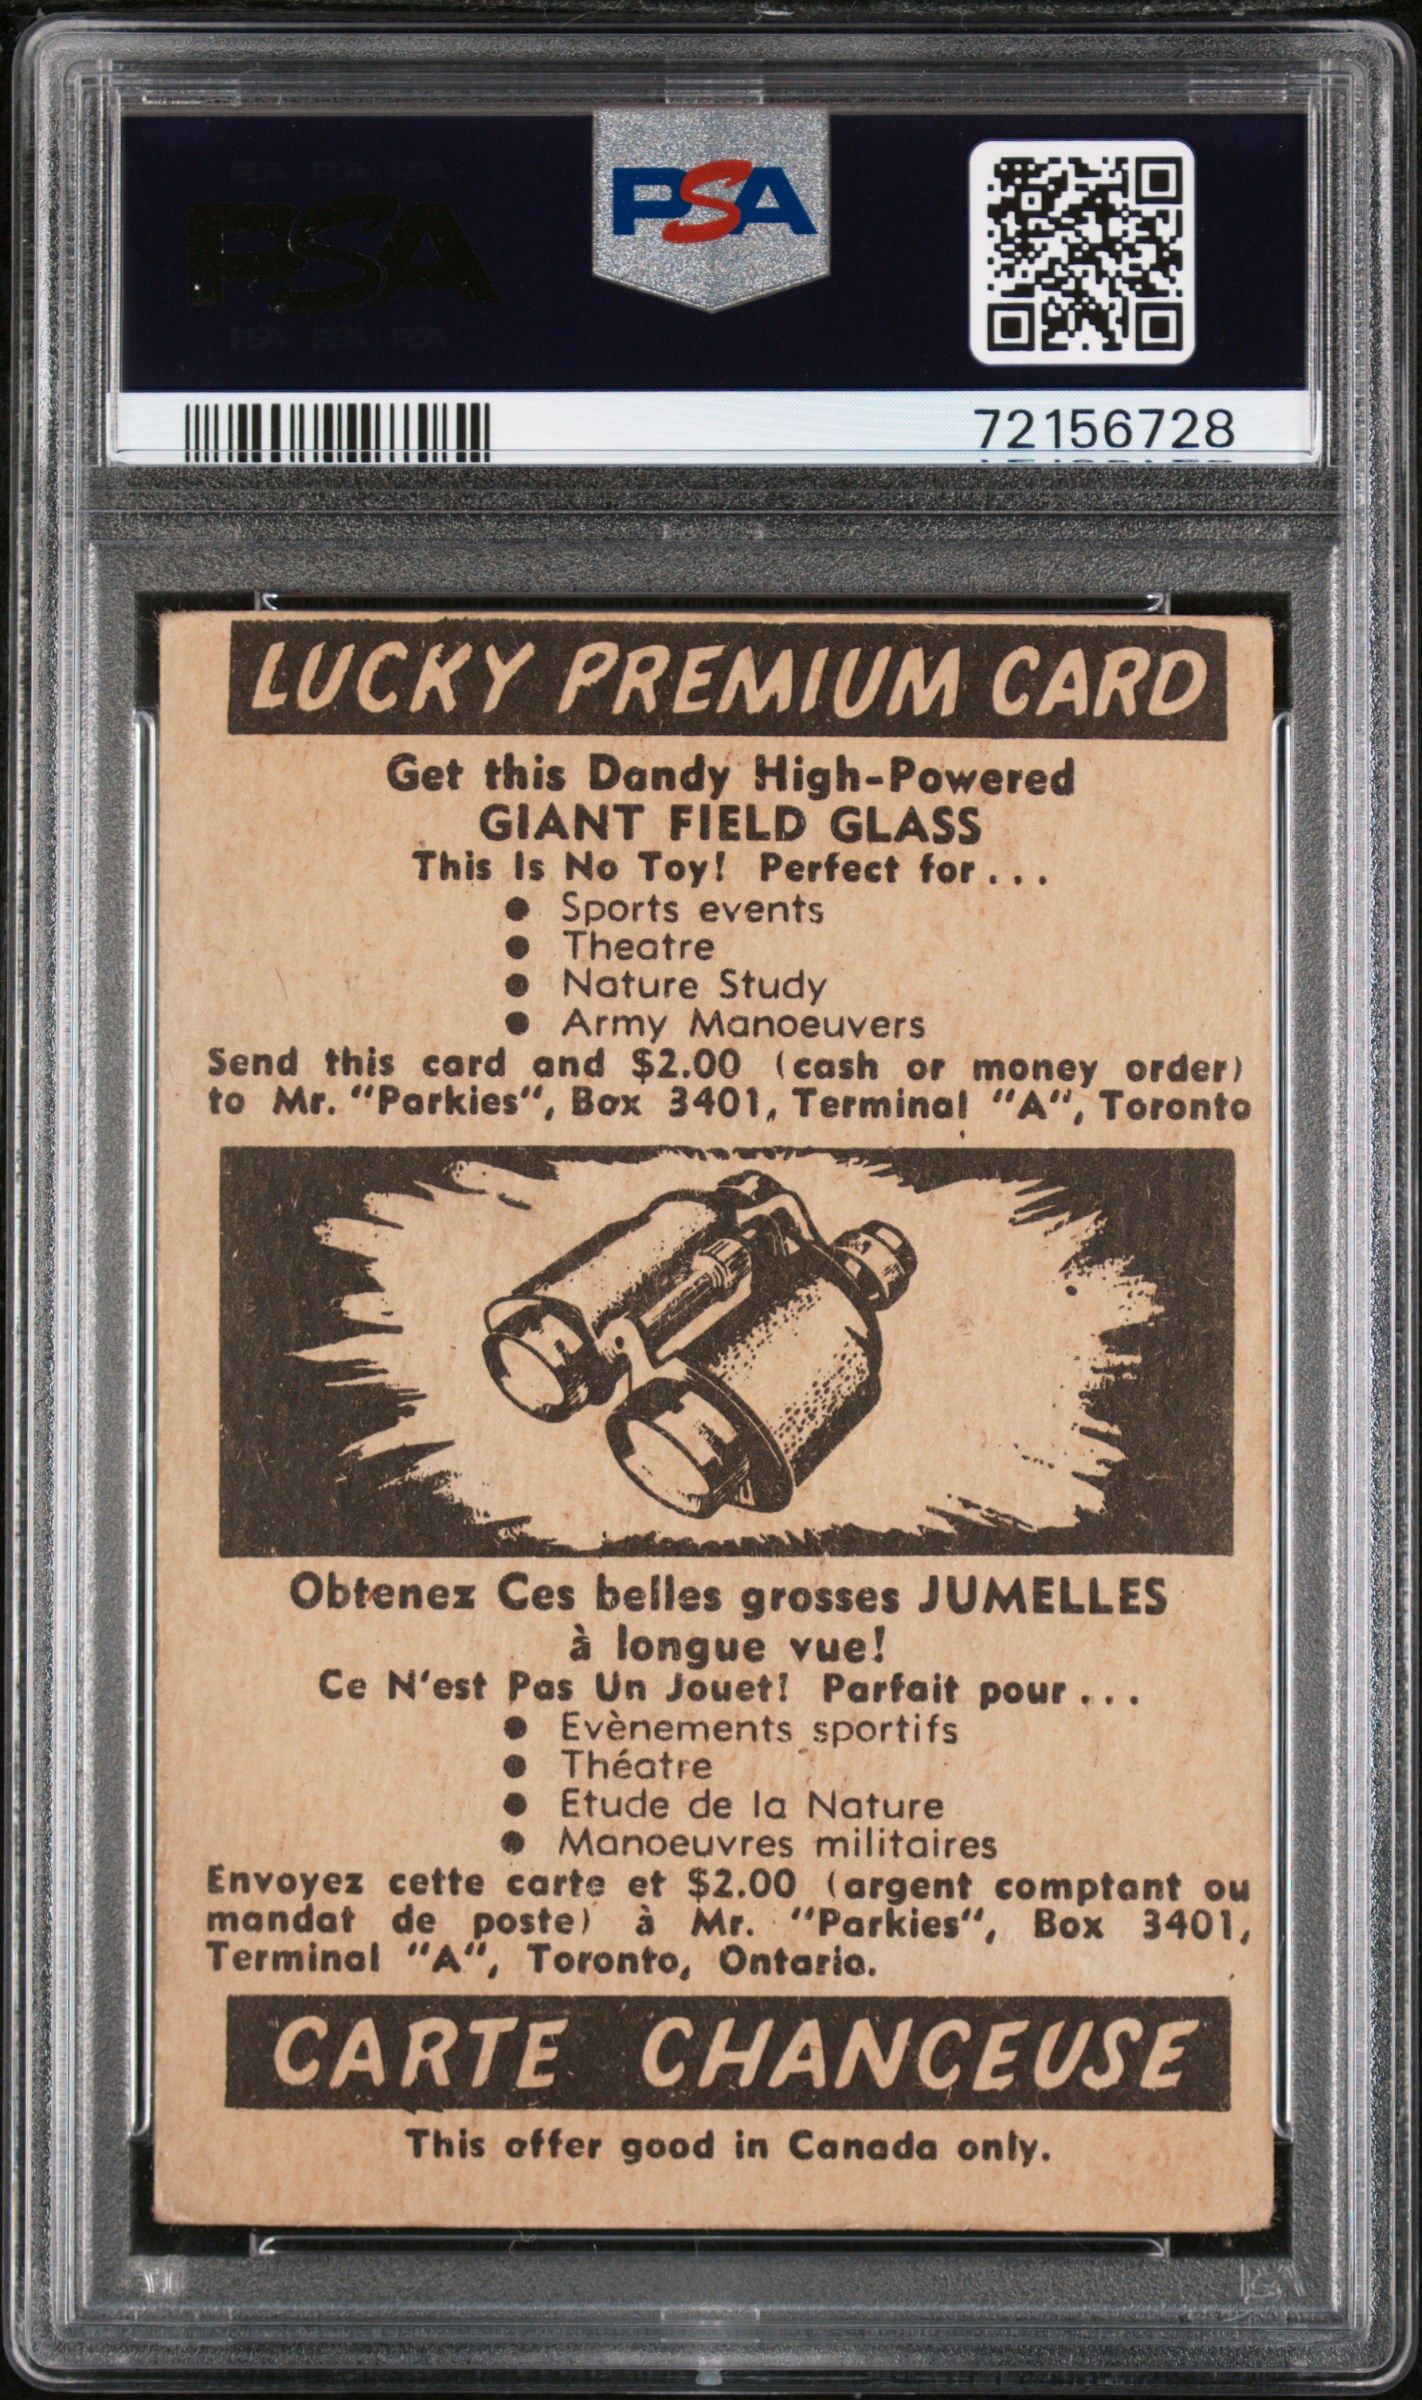 PSA
PSA
72156728
LUCKY PREMIUM CARD
Get this Dandy High-Powered
GIANT FIELD GLASS
This Is No Toy! Perfect for...
● Sports events
● Theatre
● Nature Study
● Army Manoeuvers
Send this card and $2.00 (cash or money order)
to Mr. "Parkies", Box 3401, Terminal "A", Toronto
Obtenez Ces belles grosses JUMELLES
à longue vue!
Ce N'est Pas Un Jouet! Parfait pour...
● Evènements sportifs
● Théatre
● Etude de la Nature
● Manoeuvres militaires
Envoyez cette carte et $2.00 (argent comptant ou
mandat de poste) à Mr. "Parkies", Box 3401,
Terminal "A", Toronto, Ontario.
CARTE CHANCEUSE
This offer good in Canada only.